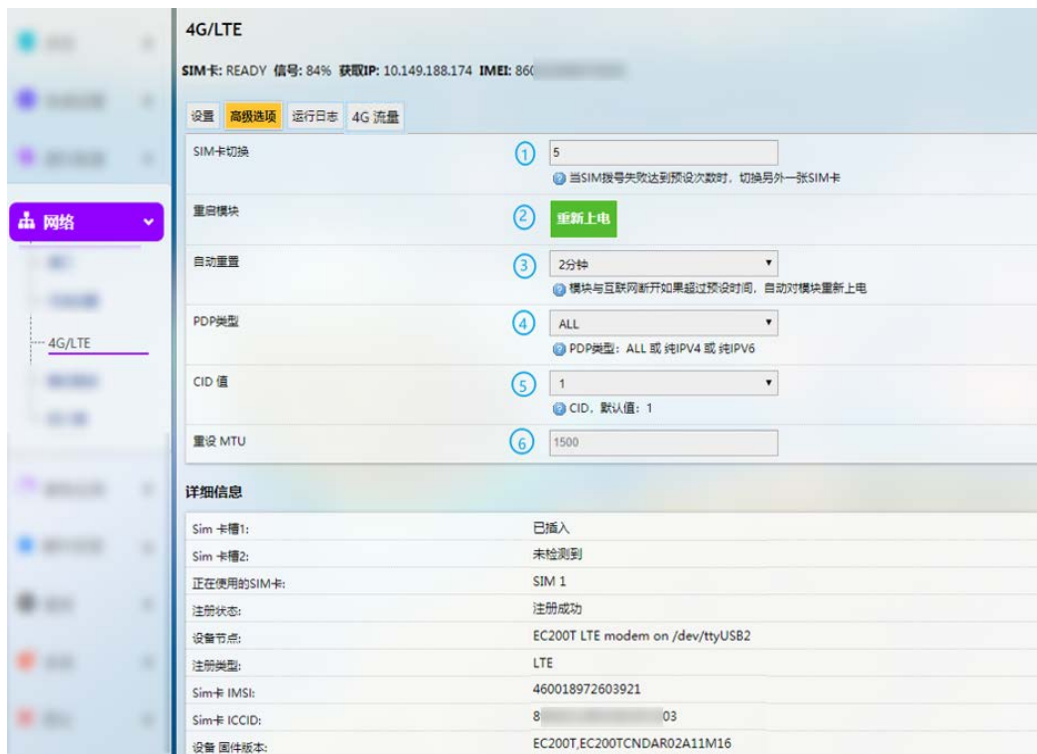 4G/LTE
SIM卡: READY 信号: 84% 获取IP: 10.149.188.174 IMEI: 860
设置 高级选项 运行日志 4G 流量
SIM卡切换 ① 5
当SIM拨号失败达到预设次数时，切换另外一张SIM卡
重启模块 ② 重新上电
自动重置 ③ 2分钟
模块与互联网断开如果超过预设时间，自动对模块重新上电
PDP类型 ④ ALL
PDP类型：ALL 或 纯IPV4 或 纯IPV6
CID 值 ⑤ 1
CID，默认值：1
重设 MTU ⑥ 1500
网络
4G/LTE
详细信息
Sim 卡槽1: 已插入
Sim 卡槽2: 未检测到
正在使用的SIM卡: SIM 1
注册状态: 注册成功
设备节点: EC200T LTE modem on /dev/ttyUSB2
注册类型: LTE
Sim卡 IMSI: 460018972603921
Sim卡 ICCID: 8 03
设备 固件版本: EC200T,EC200TCNDAR02A11M16